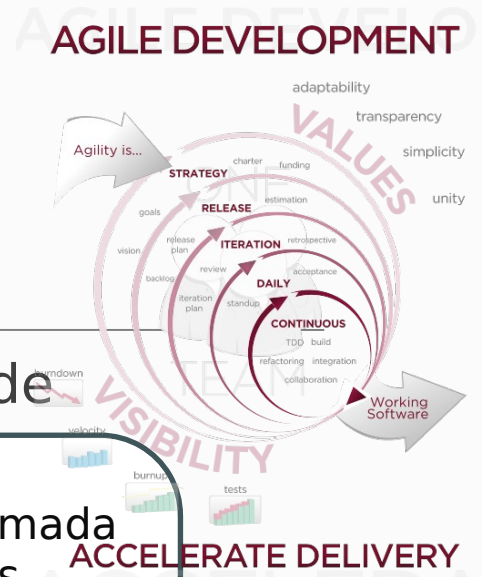 AGILE DEVELOPMENT
adaptability
transparency
simplicity
unity
VALUES
Agility is...
STRATEGY
charter
funding
ONE
RELEASE
estimation
goals
vision
release
plan
ITERATION
retrospective
backlog
review
acceptance
DAILY
iteration
plan
standup
CONTINUOUS
TDD
build
refactoring
integration
collaboration
TEAM
Working
Software
VISIBILITY
burndown
velocity
burnup
tests
de
mada
s
ACCELERATE DELIVERY